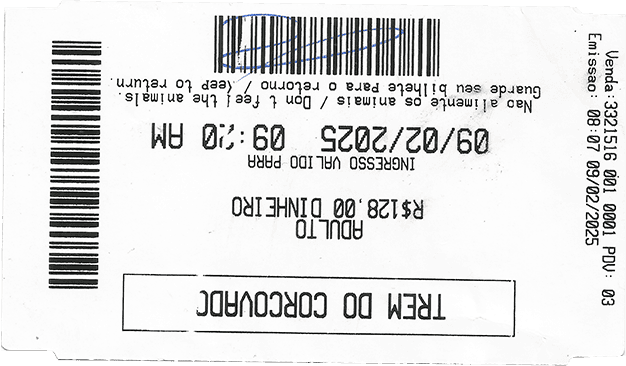 TREM DO CORCOVADO
ADULTO
R$128,00 DINHEIRO
INGRESSO VALIDO PARA
09/02/2025 AM
Nao alimente os animais / Don t feel the animals.
Guarde seu bilhete Para o retorno / Keep to return.
Venda:3321516 001 0001 PDV: 03
Emissao: 08:07 09/02/2025